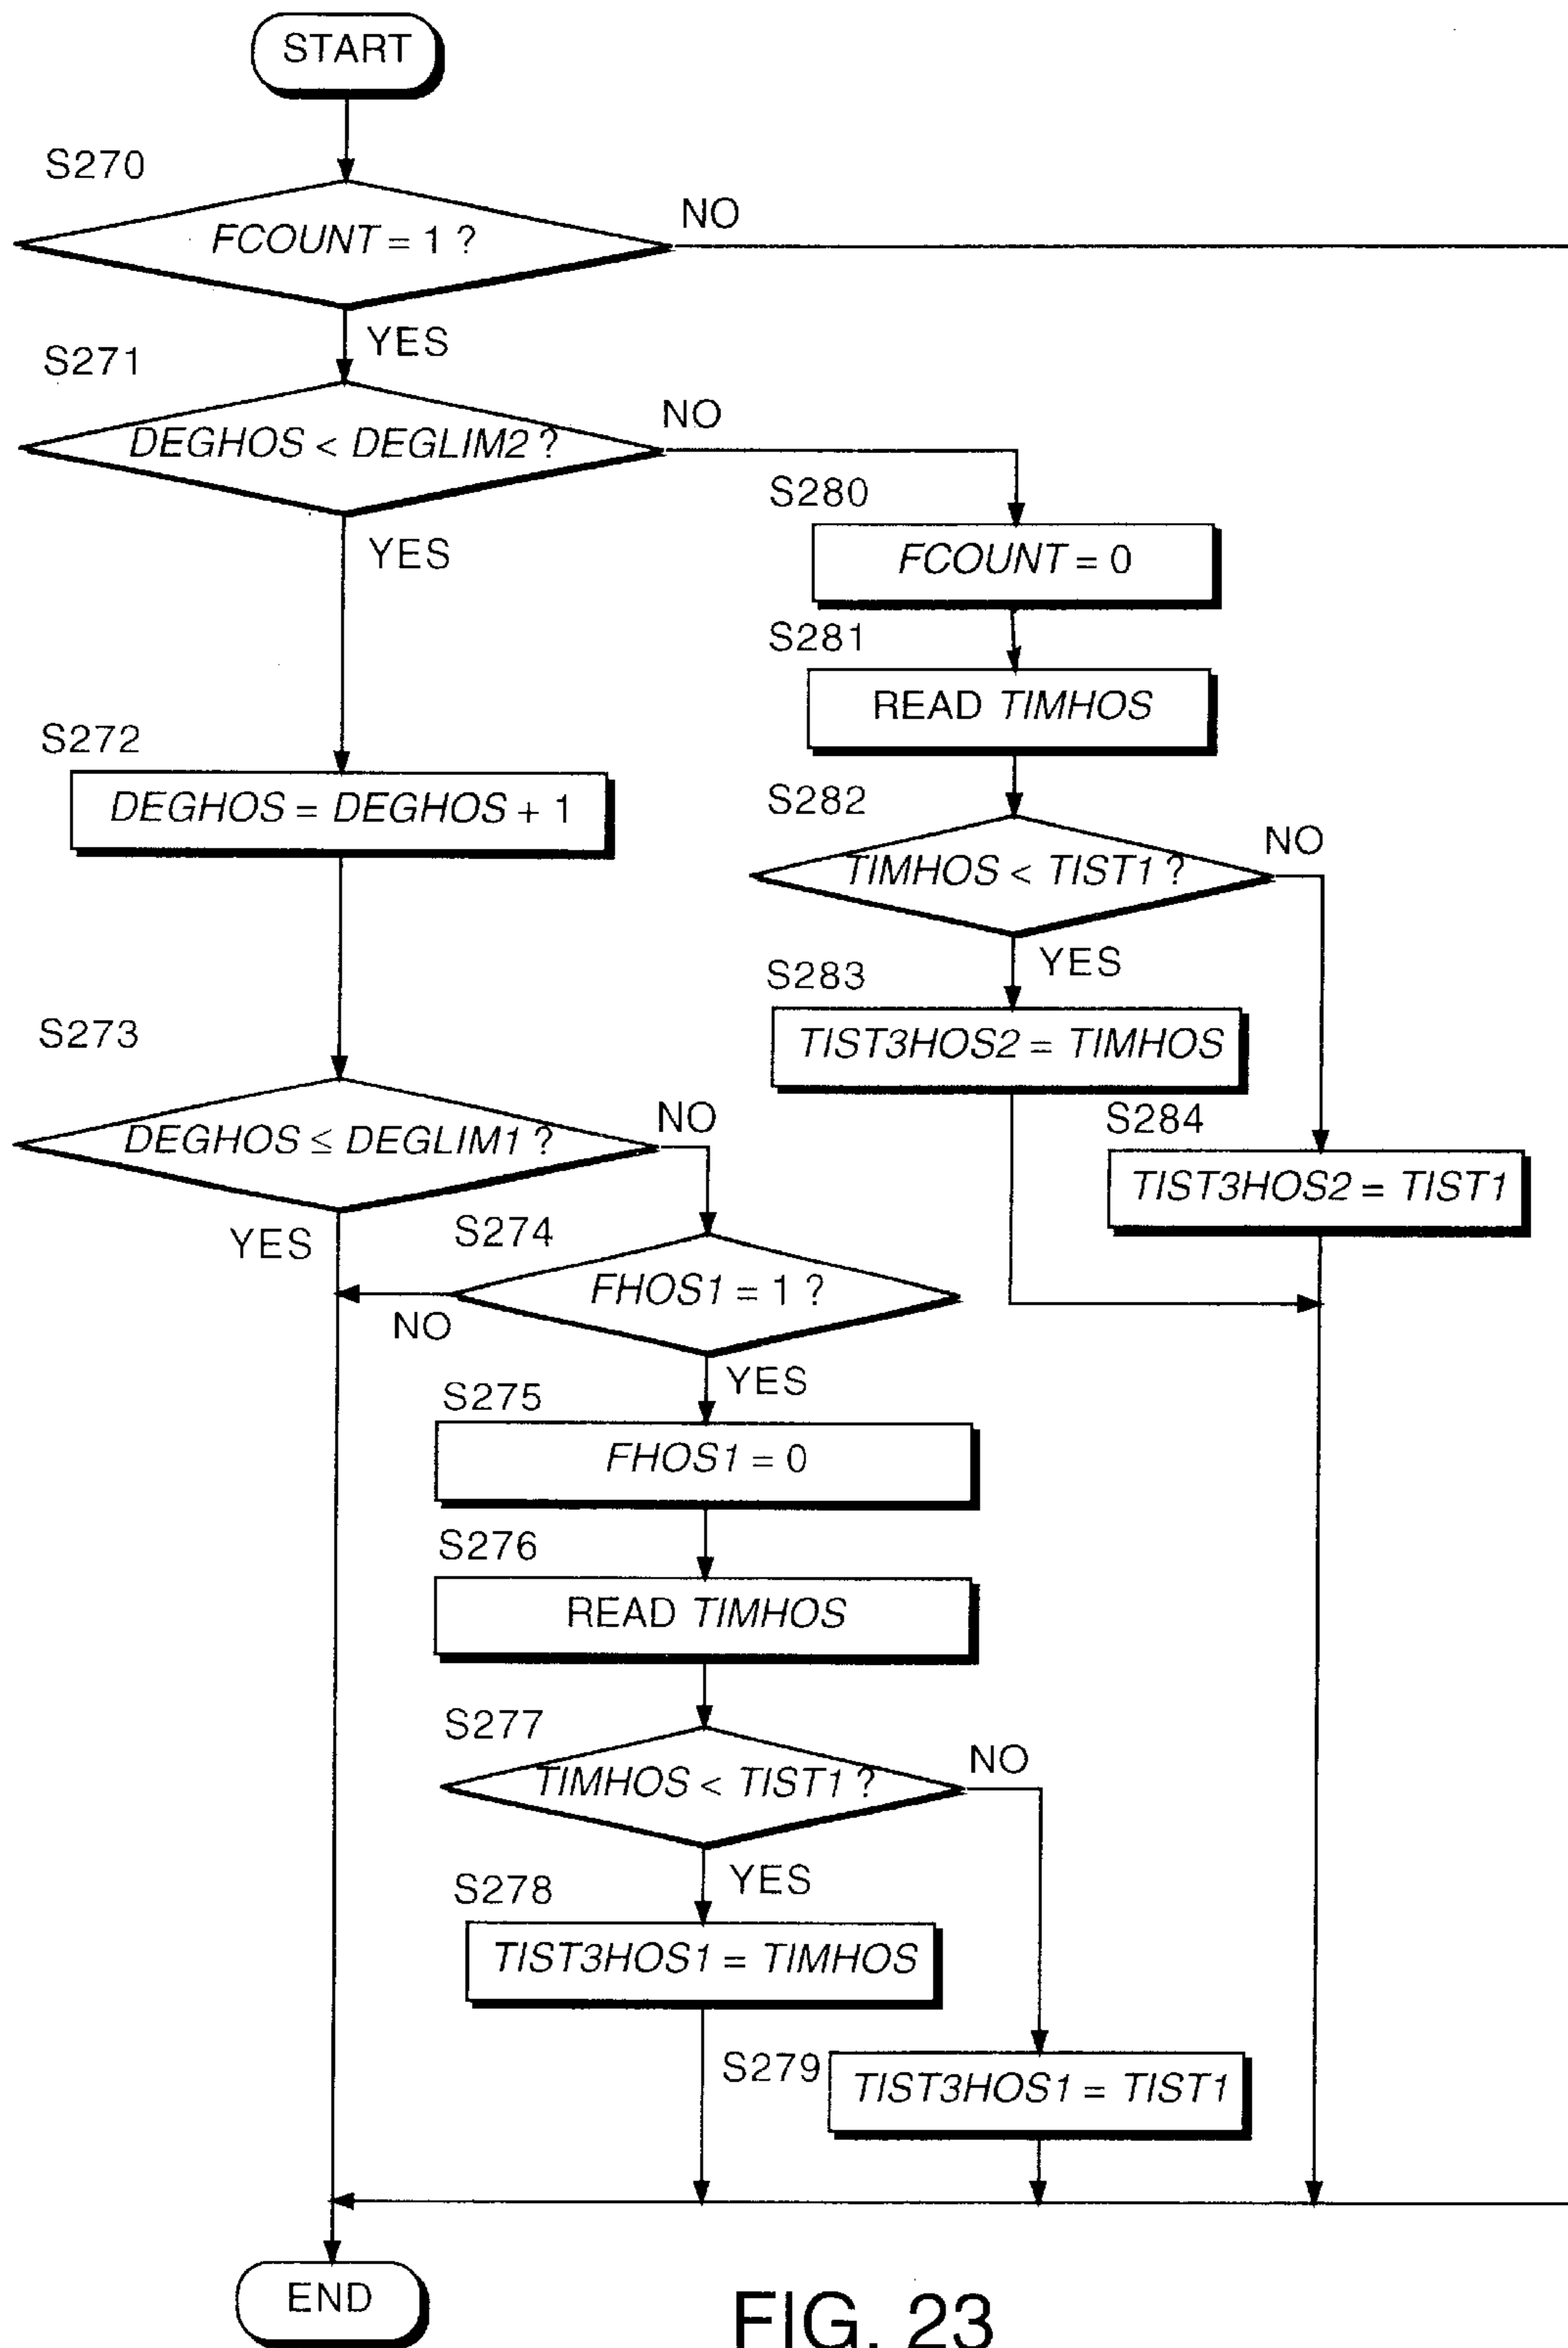 START
S270
FCOUNT = 1 ?
NO
YES
S271
DEGHOS < DEGLIM2 ?
NO
YES
S280
FCOUNT = 0
S281
READ TIMHOS
S272
DEGHOS = DEGHOS + 1
S282
TIMHOS < TIST1 ?
NO
YES
S283
TIST3HOS2 = TIMHOS
S273
DEGHOS ≤ DEGLIM1 ?
NO
YES
S284
TIST3HOS2 = TIST1
S274
FHOS1 = 1 ?
NO
YES
S275
FHOS1 = 0
S276
READ TIMHOS
S277
TIMHOS < TIST1 ?
NO
YES
S278
TIST3HOS1 = TIMHOS
S279
TIST3HOS1 = TIST1
END
FIG. 23